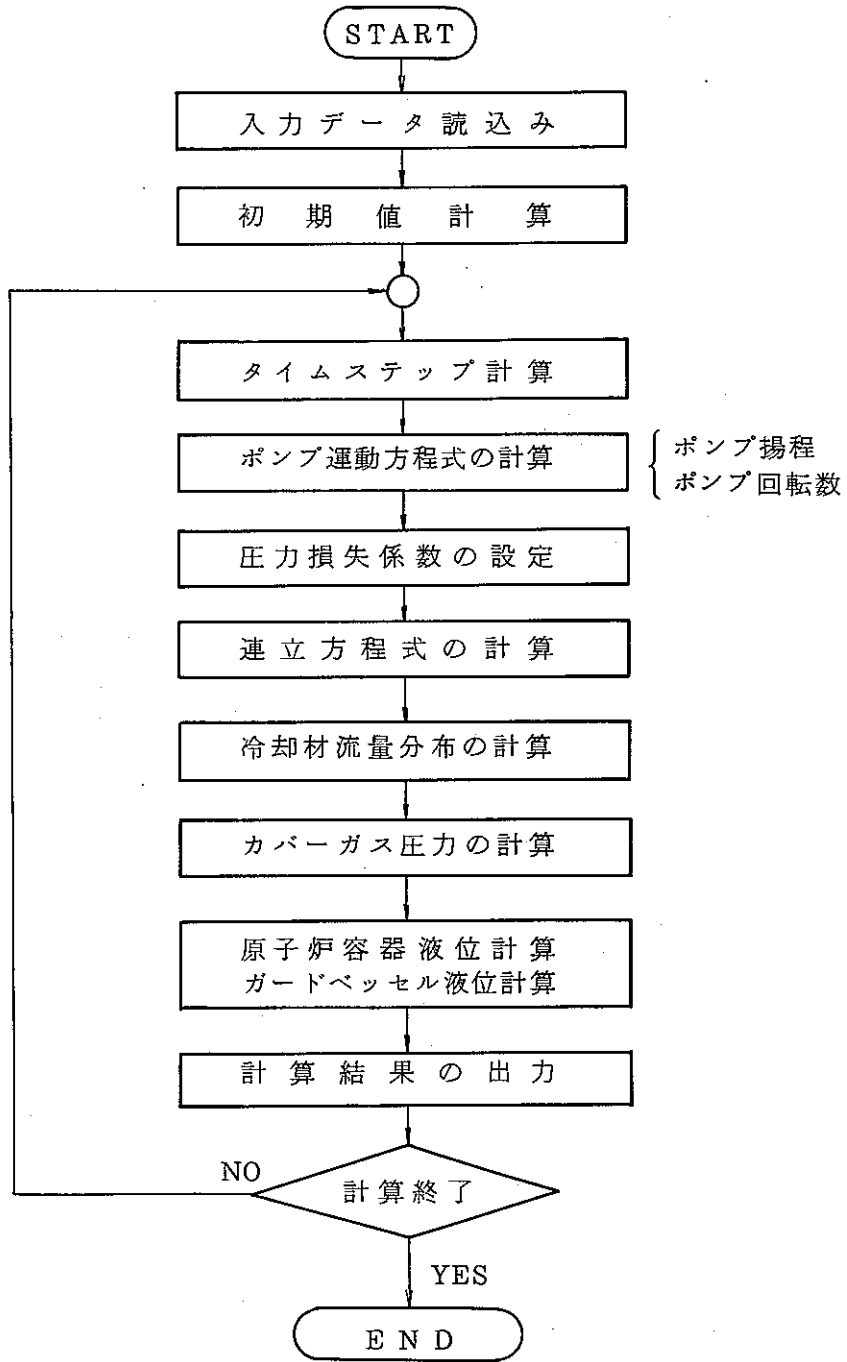 START
入力データ読込み
初期値計算
タイムステップ計算
ポンプ運動方程式の計算
ポンプ揚程
ポンプ回転数
圧力損失係数の設定
連立方程式の計算
冷却材流量分布の計算
カバーガス圧力の計算
原子炉容器液位計算
ガードベッセル液位計算
計算結果の出力
NO
計算終了
YES
END